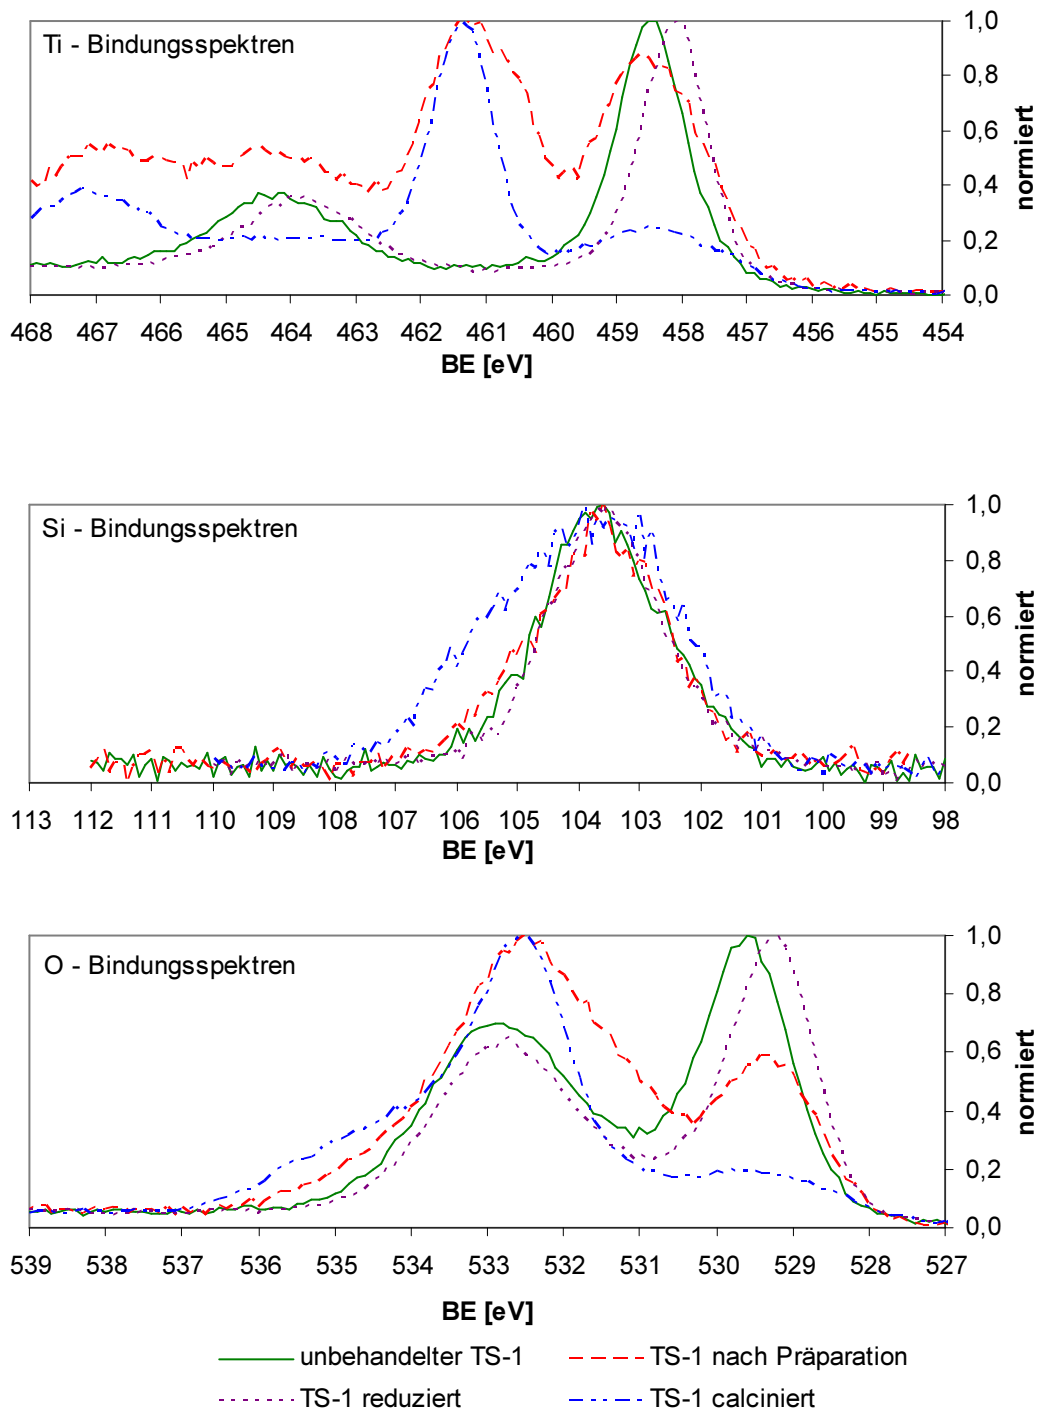 Ti - Bindungsspektren
1,0
0,8
0,6
0,4
0,2
0,0
normiert
468 467 466 465 464 463 462 461 460 459 458 457 456 455 454
BE [eV]
Si - Bindungsspektren
1,0
0,8
0,6
0,4
0,2
0,0
normiert
113 112 111 110 109 108 107 106 105 104 103 102 101 100 99 98
BE [eV]
O - Bindungsspektren
1,0
0,8
0,6
0,4
0,2
0,0
normiert
539 538 537 536 535 534 533 532 531 530 529 528 527
BE [eV]
unbehandelter TS-1 TS-1 nach Präparation
TS-1 reduziert TS-1 calciniert